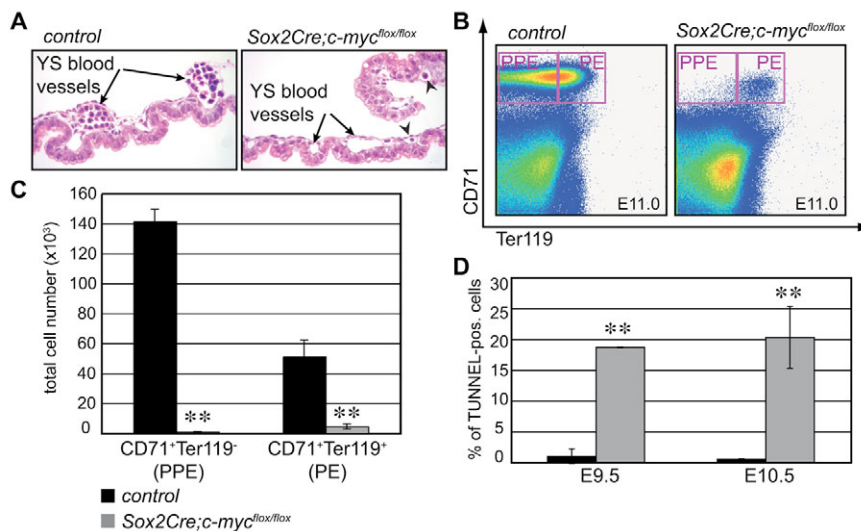 A
control
Sox2Cre;c-myc^flox/flox
YS blood
vessels
YS blood
vessels
B
control
Sox2Cre;c-myc^flox/flox
PPE
PE
PPE
PE
CD71
E11.0
E11.0
Ter119
C
total cell number (x10³)
160
140
120
100
80
60
40
20
0
**
**
CD71⁺Ter119⁻
(PPE)
CD71⁺Ter119⁺
(PE)
control
Sox2Cre;c-myc^flox/flox
D
% of TUNNEL-pos. cells
30
25
20
15
10
5
0
**
**
E9.5
E10.5